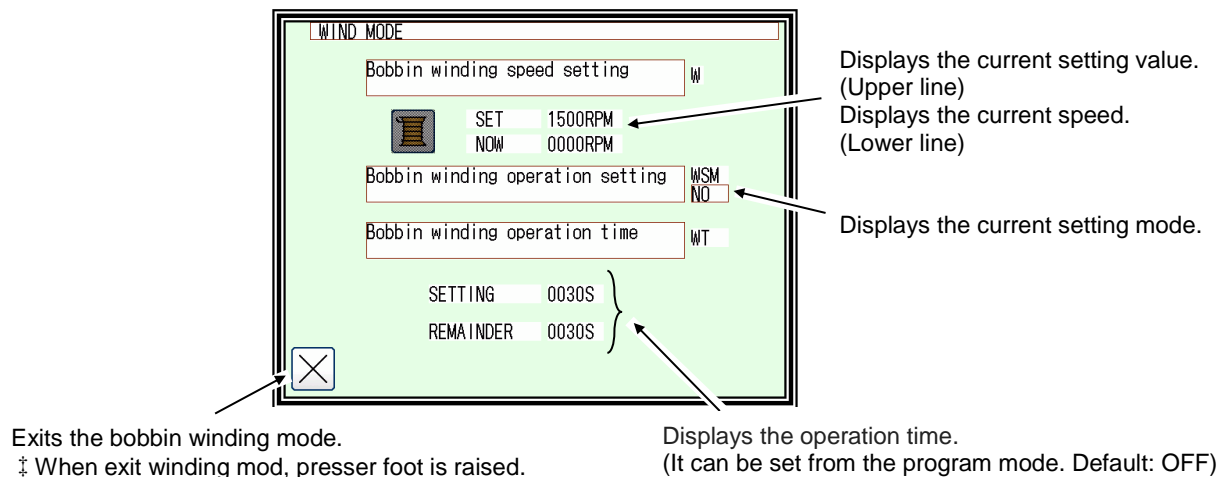 WIND MODE
Bobbin winding speed setting W
SET 1500RPM
NOW 0000RPM
Bobbin winding operation setting WSM
NO
Bobbin winding operation time WT
SETTING 0030S
REMAINDER 0030S
Displays the current setting value.
(Upper line)
Displays the current speed.
(Lower line)
Displays the current setting mode.
Exits the bobbin winding mode.
‡ When exit winding mod, presser foot is raised.
Displays the operation time.
(It can be set from the program mode. Default: OFF)